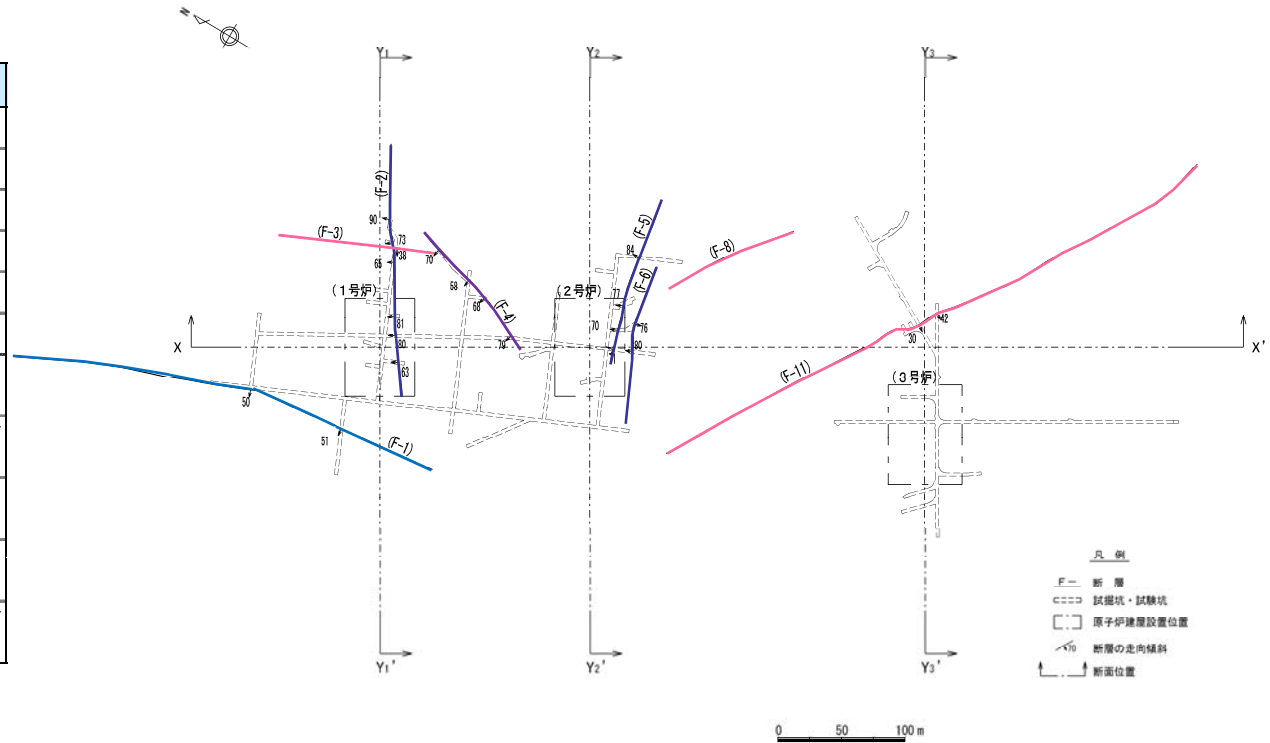 N
Y₁
Y₂
Y₃
(F-2)
90
(F-3)
73
38
65
70
(F-5)
84
(F-8)
(1号炉)
58
68
(F-4)
79
(2号炉)
77
(F-6)
70
76
80
81
80
63
42
30
X
X'
50
51
(F-1)
(F-11)
(3号炉)
凡 例
F- 断 層
試掘坑・試験坑
原子炉建屋設置位置
70 断層の走向傾斜
断面位置
Y₁'
Y₂'
Y₃'
0 50 100 m